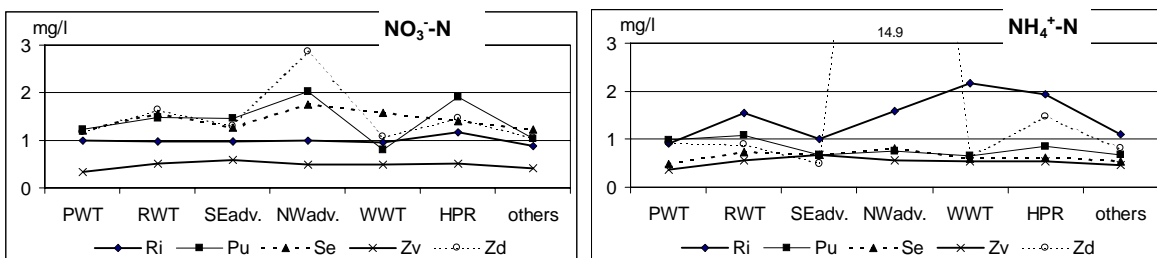 mg/l
NO₃⁻-N
3
2
1
0
PWT RWT SEadv. NWadv. WWT HPR others
Ri Pu Se Zv Zd
mg/l
14.9
NH₄⁺-N
3
2
1
0
PWT RWT SEadv. NWadv. WWT HPR others
Ri Pu Se Zv Zd